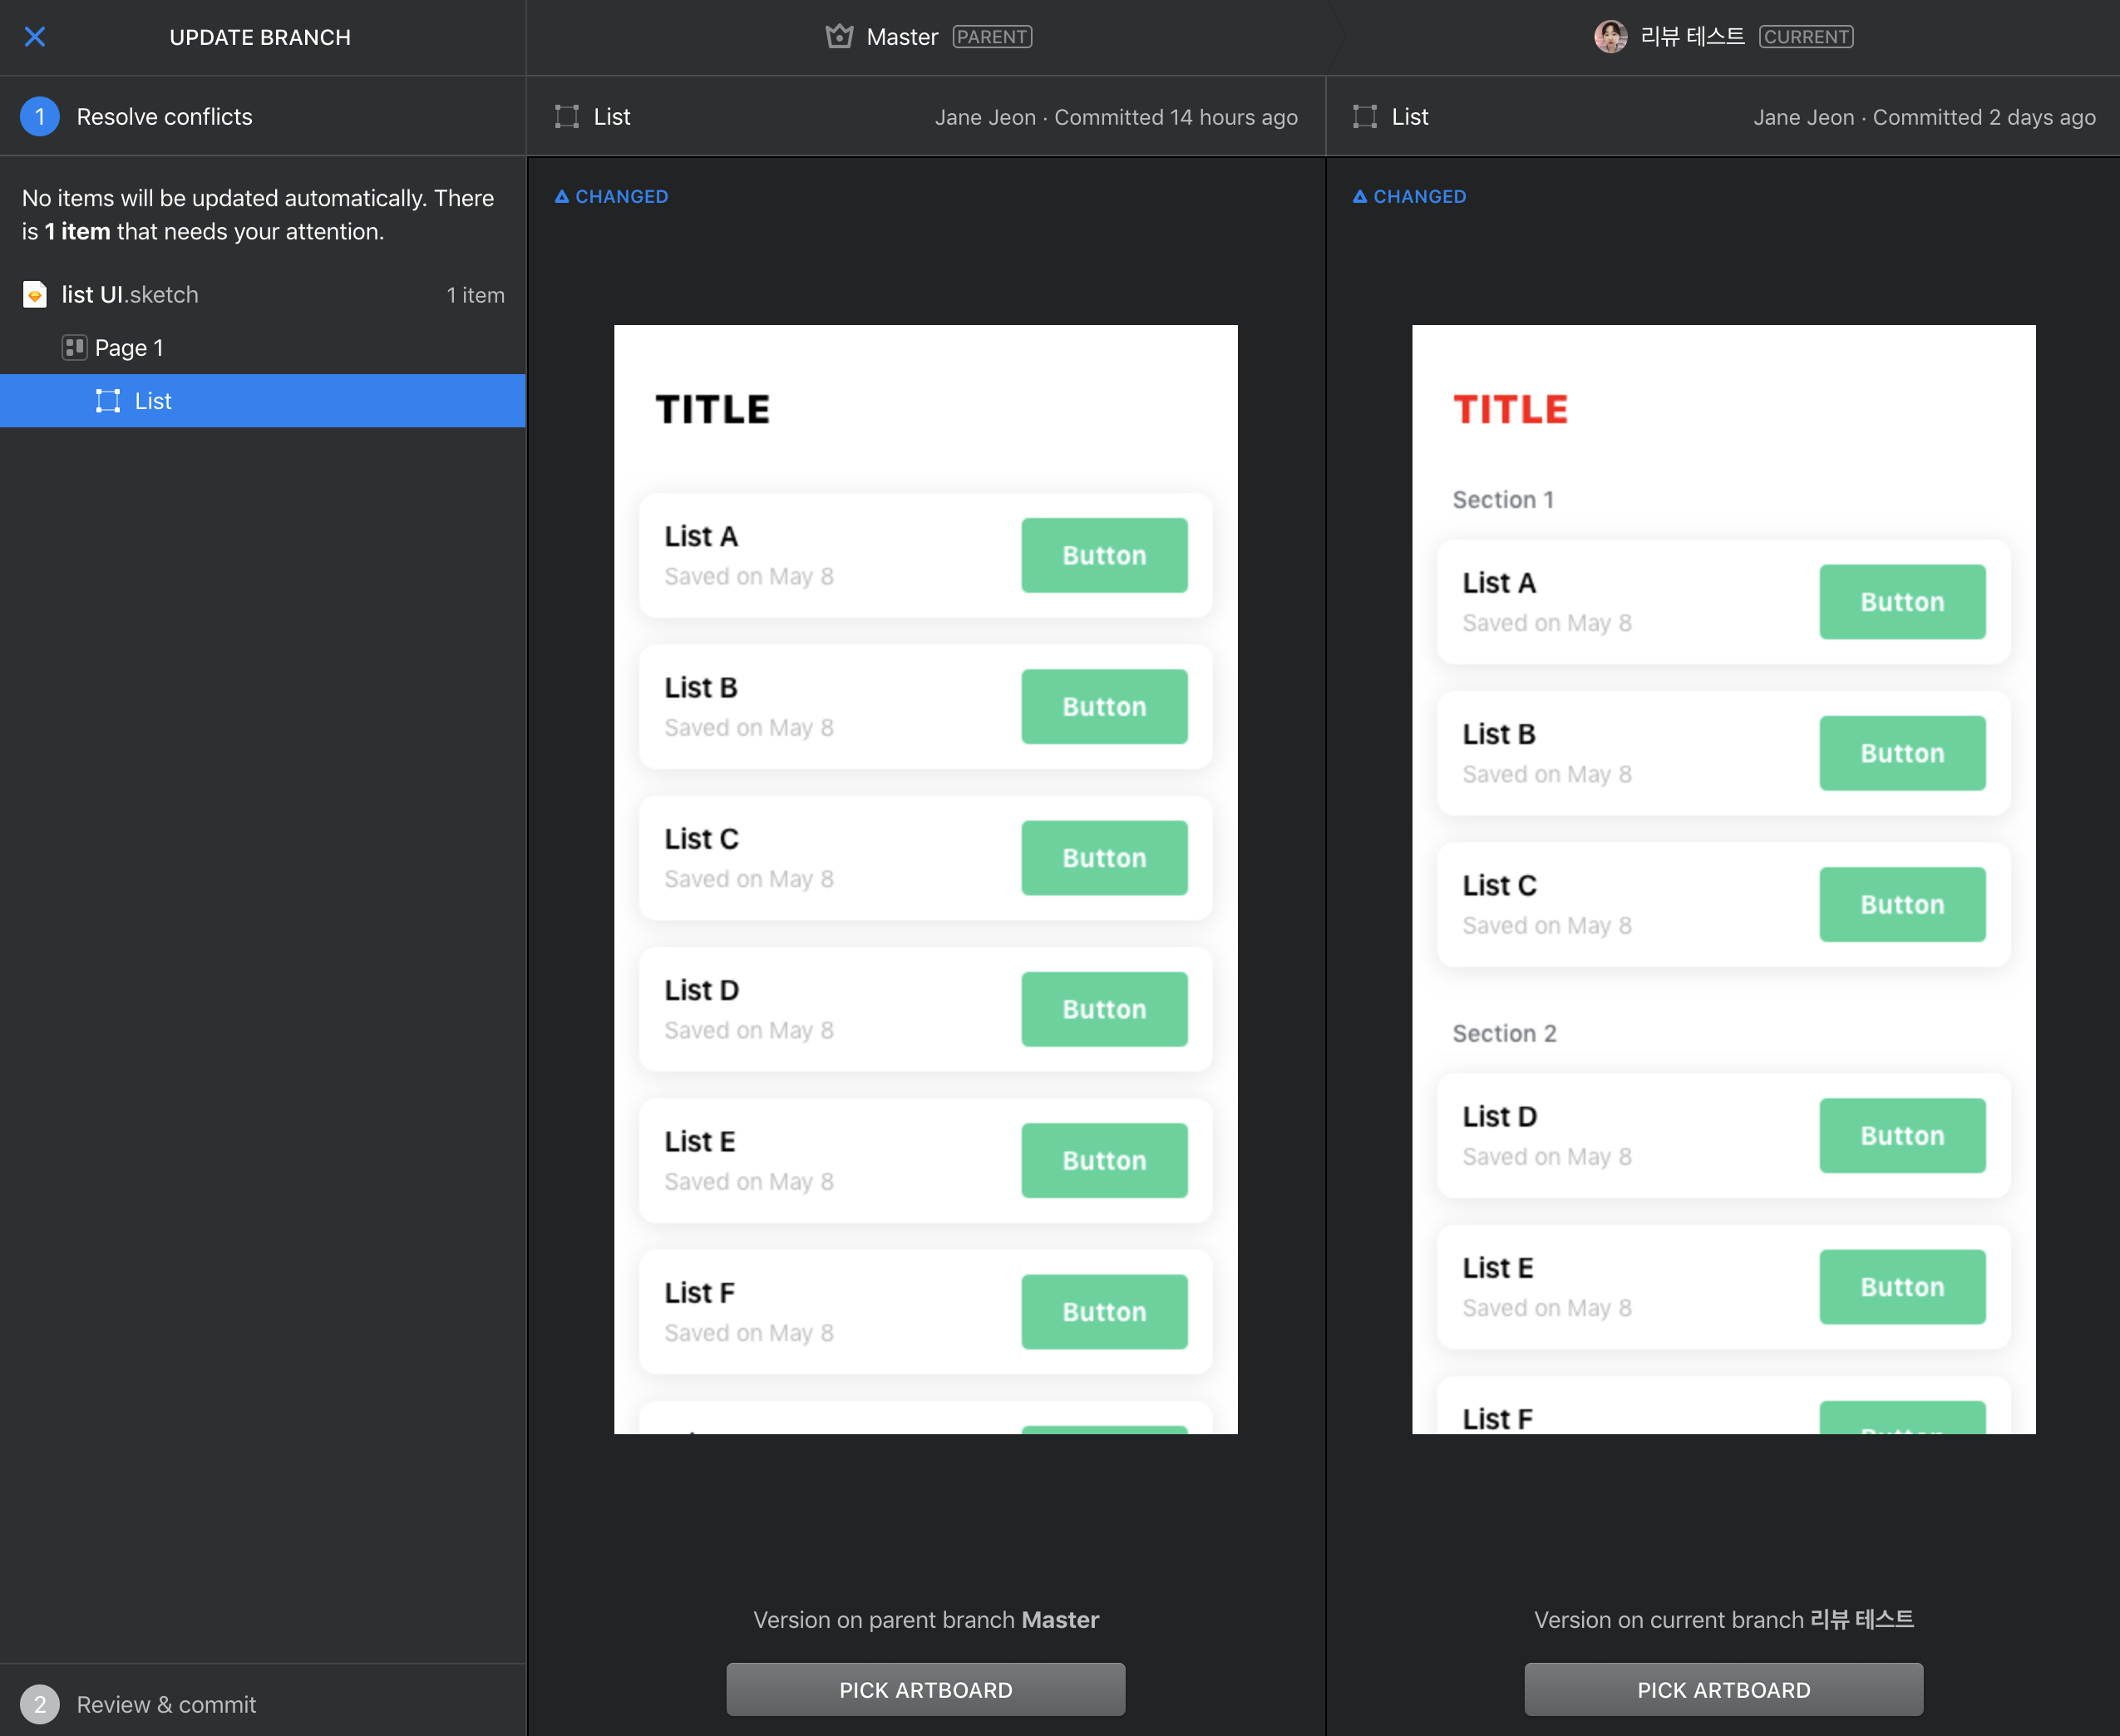 UPDATE BRANCH
Master PARENT
리뷰 테스트 CURRENT
1 Resolve conflicts
List Jane Jeon · Committed 14 hours ago
List Jane Jeon · Committed 2 days ago
No items will be updated automatically. There
is 1 item that needs your attention.
list UI.sketch 1 item
Page 1
List
CHANGED
TITLE
List A
Saved on May 8
Button
List B
Saved on May 8
Button
List C
Saved on May 8
Button
List D
Saved on May 8
Button
List E
Saved on May 8
Button
List F
Saved on May 8
Button
Version on parent branch Master
PICK ARTBOARD
CHANGED
TITLE
Section 1
List A
Saved on May 8
Button
List B
Saved on May 8
Button
List C
Saved on May 8
Button
Section 2
List D
Saved on May 8
Button
List E
Saved on May 8
Button
List F
Version on current branch 리뷰 테스트
PICK ARTBOARD
2 Review & commit